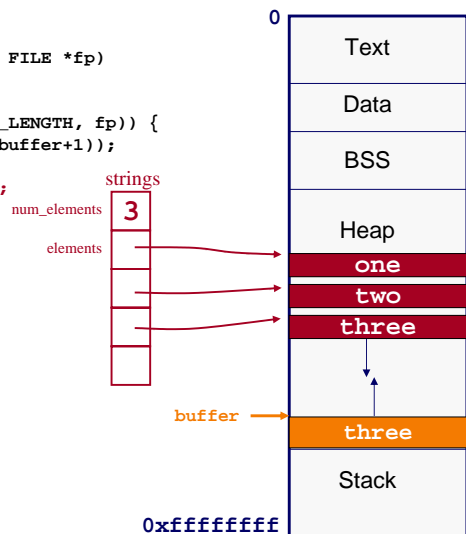 0
FILE *fp)
Text
_LENGTH, fp)) {
buffer+1));
Data
;
BSS
strings
num_elements 3
elements
Heap
one
two
three
buffer
three
Stack
0xffffffff